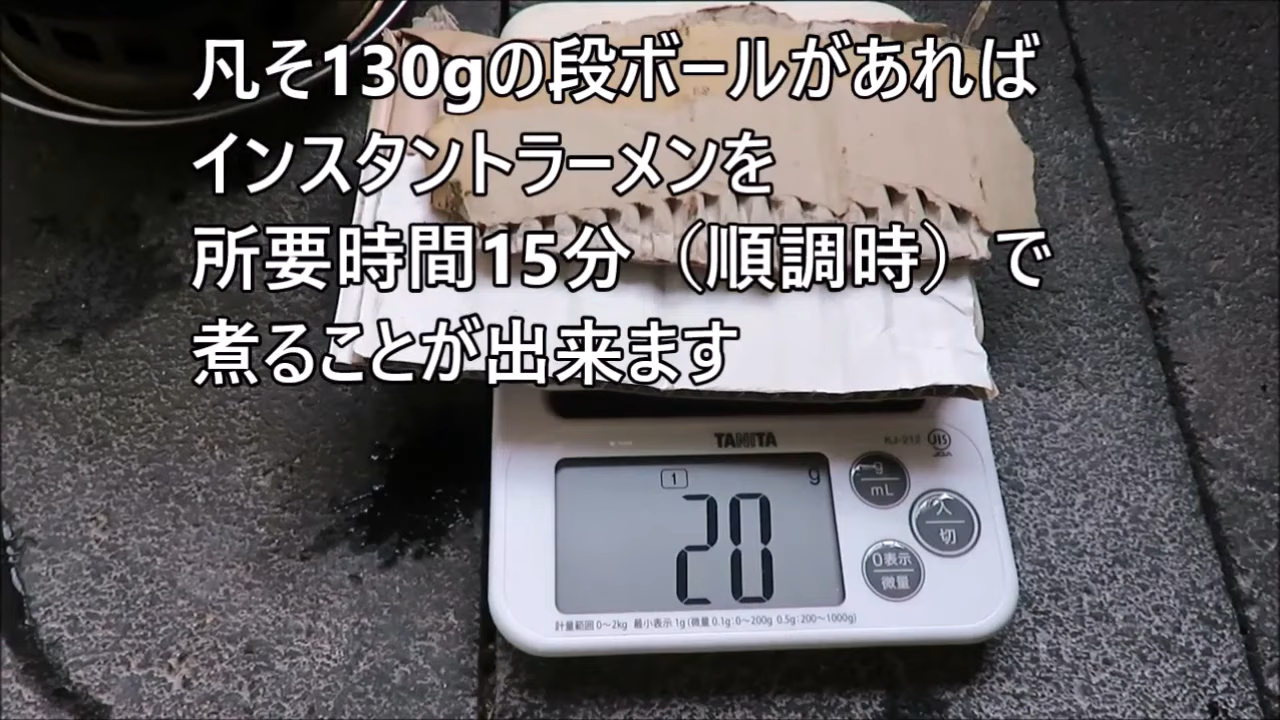 凡そ130gの段ボールがあれば
インスタントラーメンを
所要時間15分（順調時）で
煮ることが出来ます
TANITA
KJ-212 JIS
1 g
20
g
mL
入
切
0表示
微量
計量範囲 0～2kg 最小表示 1g (微量 0.1g:0～200g 0.5g:200～1000g)